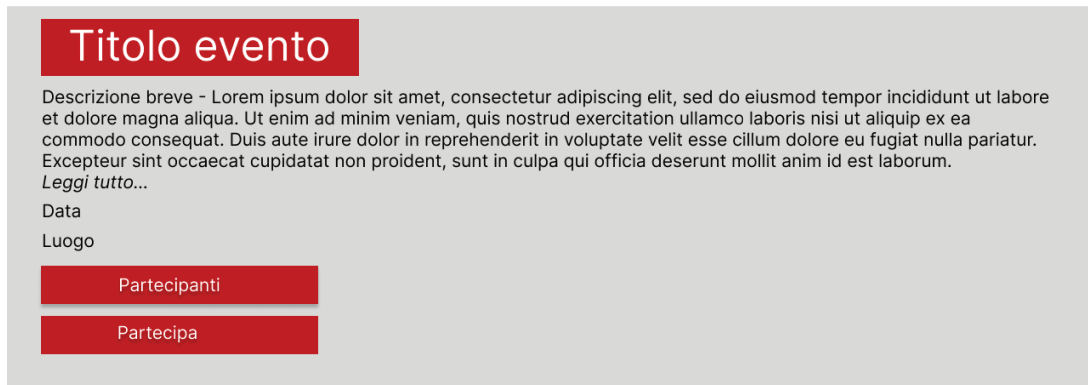 Titolo evento
Descrizione breve - Lorem ipsum dolor sit amet, consectetur adipiscing elit, sed do eiusmod tempor incididunt ut labore
et dolore magna aliqua. Ut enim ad minim veniam, quis nostrud exercitation ullamco laboris nisi ut aliquip ex ea
commodo consequat. Duis aute irure dolor in reprehenderit in voluptate velit esse cillum dolore eu fugiat nulla pariatur.
Excepteur sint occaecat cupidatat non proident, sunt in culpa qui officia deserunt mollit anim id est laborum.
Leggi tutto...
Data
Luogo
Partecipanti
Partecipa